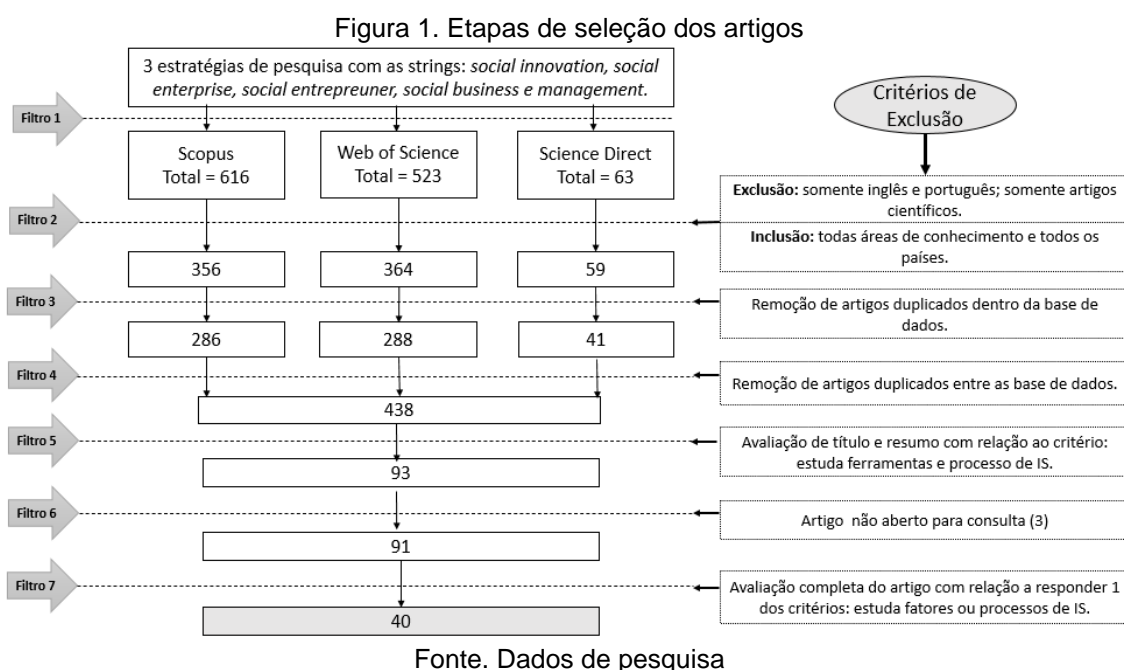 Figura 1. Etapas de seleção dos artigos
3 estratégias de pesquisa com as strings: social innovation, social
enterprise, social entrepreuner, social business e management.
Critérios de
Exclusão
Filtro 1
Scopus
Total = 616
Web of Science
Total = 523
Science Direct
Total = 63
Exclusão: somente inglês e português; somente artigos
científicos.
Filtro 2
Inclusão: todas áreas de conhecimento e todos os
países.
356
364
59
Filtro 3
Remoção de artigos duplicados dentro da base de
dados.
286
288
41
Filtro 4
Remoção de artigos duplicados entre as base de dados.
438
Filtro 5
Avaliação de título e resumo com relação ao critério:
estuda ferramentas e processo de IS.
93
Filtro 6
Artigo não aberto para consulta (3)
91
Filtro 7
Avaliação completa do artigo com relação a responder 1
dos critérios: estuda fatores ou processos de IS.
40
Fonte. Dados de pesquisa